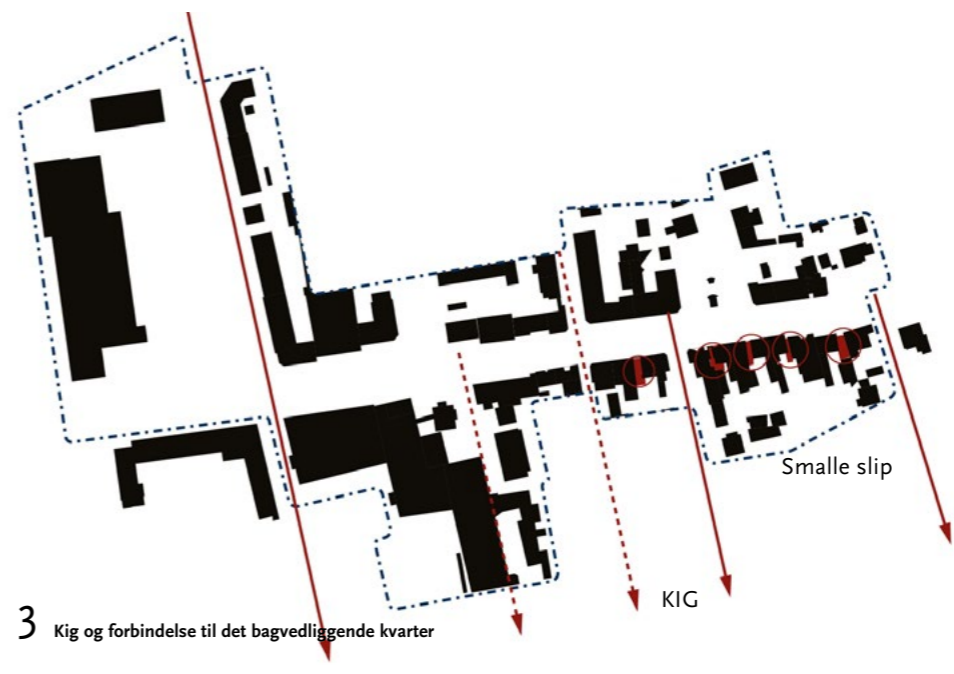 Smalle slip
KIG
3 Kig og forbindelse til det bagvedliggende kvarter